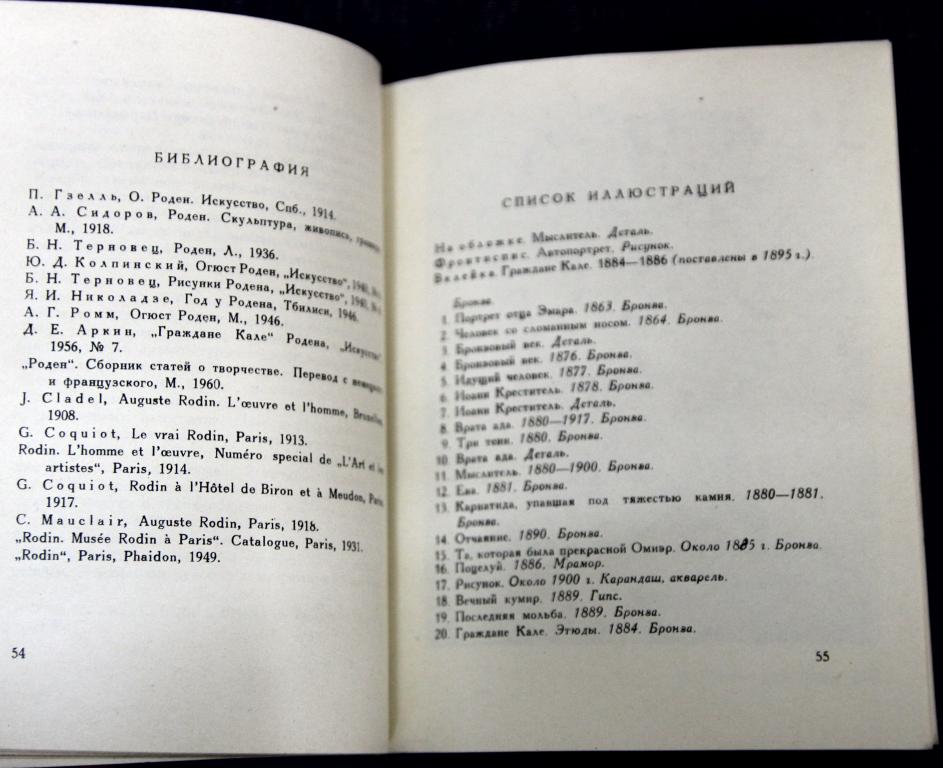 БИБЛИОГРАФИЯ
П. Гзелль, О. Роден. Искусство, Спб., 1914.
А. А. Сидоров, Роден. Скульптура, живопись,
М., 1918.
Б. Н. Терновец, Роден, Л., 1936.
Ю. Д. Колпинский, Огюст Роден, „Искусство",
Б. Н. Терновец, Рисунки Родена, „Искусство",
Я. И. Николадзе, Год у Родена, Тбилиси, 1946.
А. Г. Ромм, Огюст Роден, М., 1946.
Д. Е. Аркин, „Граждане Кале" Родена, „Искусство"
1956, № 7.
„Роден". Сборник статей о творчестве. Перевод с
и французского, М., 1960.
J. Cladel, Auguste Rodin. L'œuvre et l'homme,
1908.
G. Coquiot, Le vrai Rodin, Paris, 1913.
Rodin. L'homme et l'œuvre, Numéro special de „L'Art et les
artistes", Paris, 1914.
G. Coquiot, Rodin à l'Hôtel de Biron et à Meudon, Paris
1917.
C. Mauclair, Auguste Rodin, Paris, 1918.
„Rodin. Musée Rodin à Paris". Catalogue, Paris, 1931.
„Rodin", Paris, Phaidon, 1949.
54
СПИСОК ИЛЛЮСТРАЦИЙ
На обложке. Мыслитель. Деталь.
Фронтиспис. Автопортрет. Рисунок.
Вклейка. Граждане Кале. 1884—1886 (поставлены в 1895 г.).
Бронза.
1. Портрет отца Эмара. 1863. Бронза.
2. Человек со сломанным носом. 1864. Бронза.
3. Бронзовый век. Деталь.
4. Бронзовый век. 1876. Бронза.
5. Идущий человек. 1877. Бронза.
6. Иоанн Креститель. 1878. Бронза.
7. Иоанн Креститель. Деталь.
8. Врата ада. 1880—1917. Бронза.
9. Три тени. 1880. Бронза.
10. Врата ада. Деталь.
11. Мыслитель. 1880—1900. Бронза.
12. Ева. 1881. Бронза.
13. Кариатида, упавшая под тяжестью камня. 1880—1881.
Бронза.
14. Отчаяние. 1890. Бронза.
15. Та, которая была прекрасной Омиэр. Около 1885 г. Бронза.
16. Поцелуй. 1886. Мрамор.
17. Рисунок. Около 1900 г. Карандаш, акварель.
18. Вечный кумир. 1889. Гипс.
19. Последняя мольба. 1889. Бронза.
20. Граждане Кале. Этюды. 1884. Бронза.
55